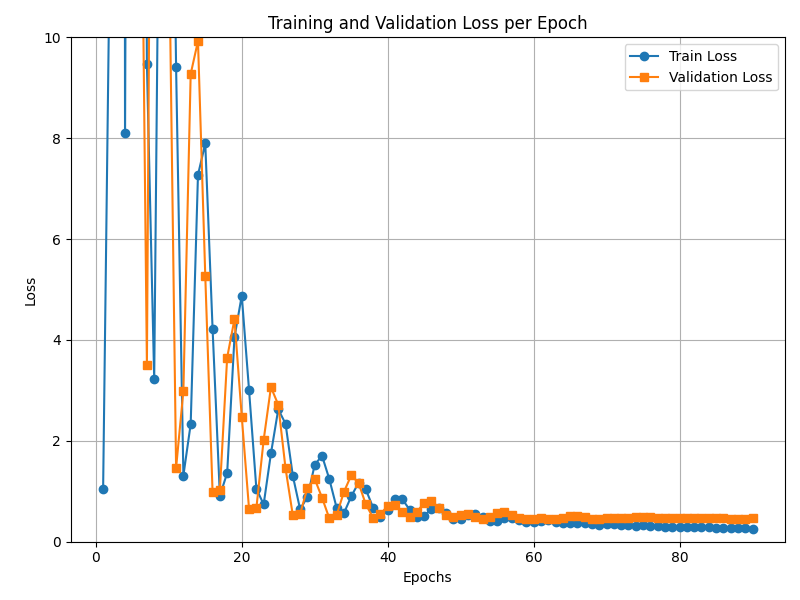 Training and Validation Loss per Epoch
Train Loss
Validation Loss
10
8
6
4
2
0
Loss
0 20 40 60 80
Epochs